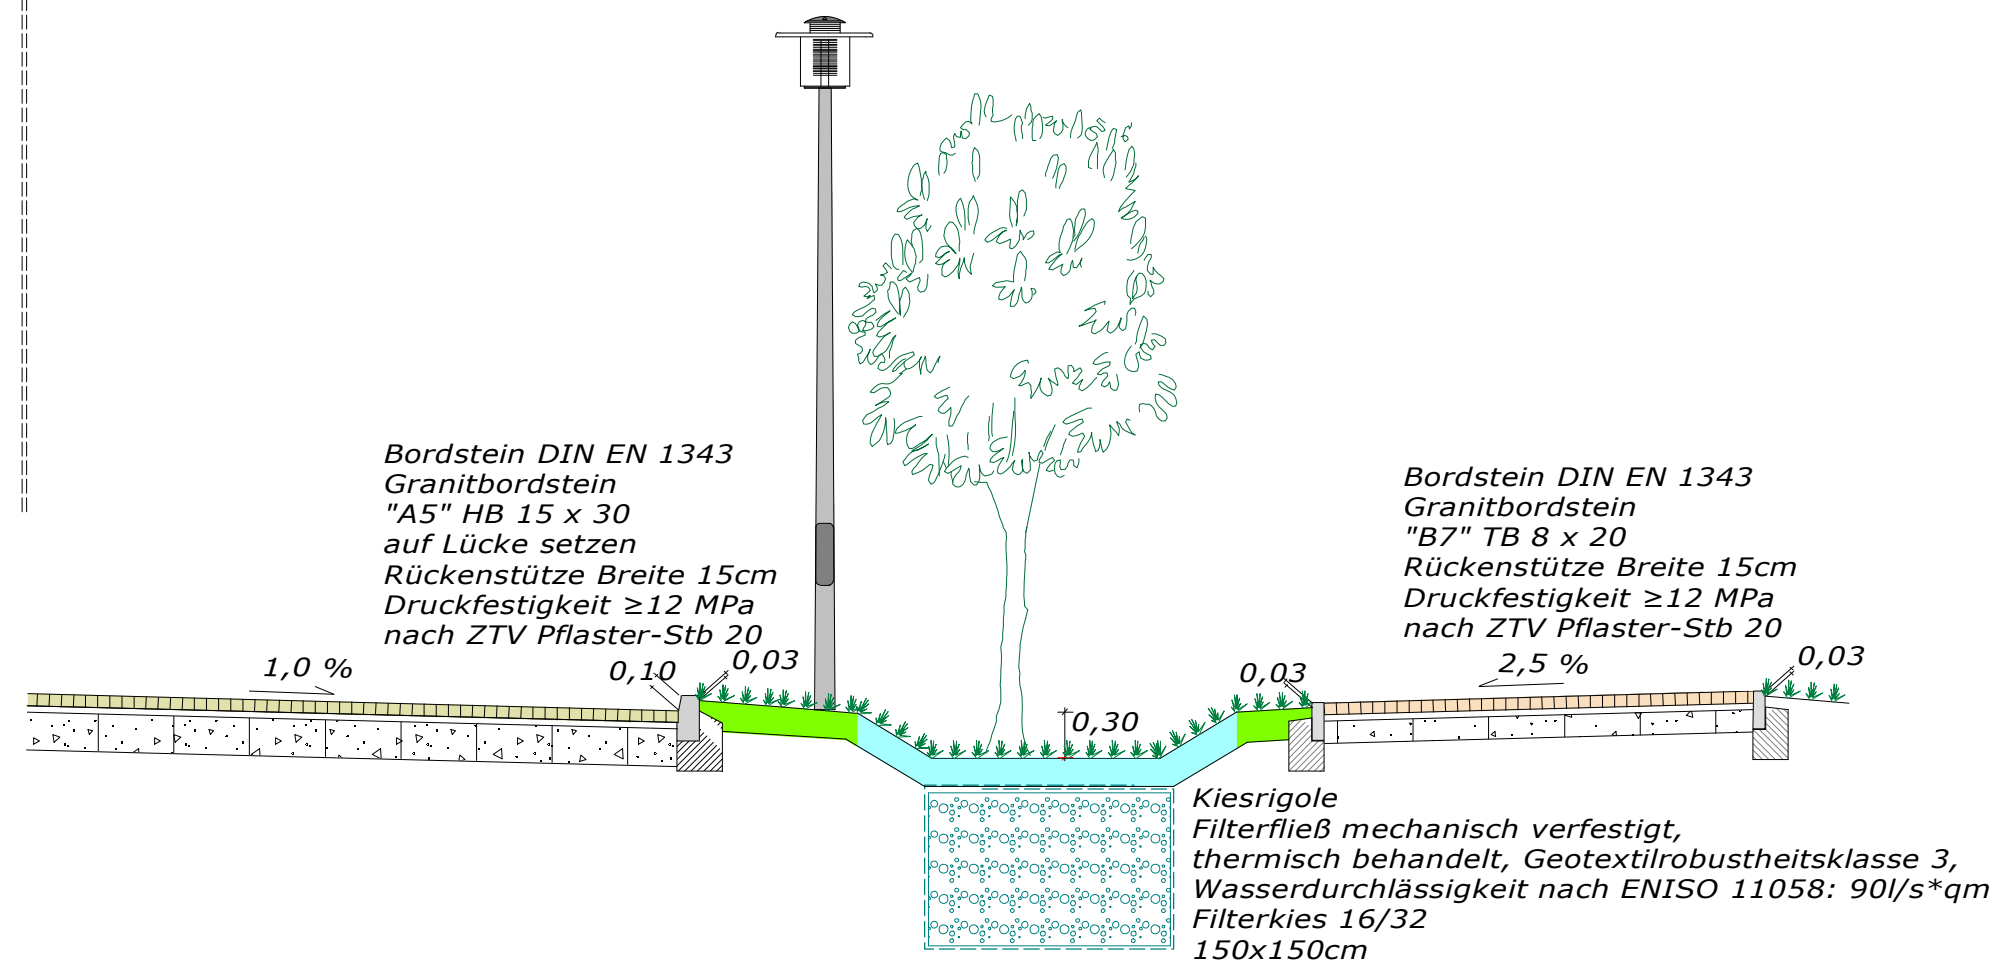 Bordstein DIN EN 1343
Granitbordstein
"A5" HB 15 x 30
auf Lücke setzen
Rückenstütze Breite 15cm
Druckfestigkeit ≥12 MPa
nach ZTV Pflaster-Stb 20
1,0 %
0,10
0,03
0,30
Bordstein DIN EN 1343
Granitbordstein
"B7" TB 8 x 20
Rückenstütze Breite 15cm
Druckfestigkeit ≥12 MPa
nach ZTV Pflaster-Stb 20
0,03
2,5 %
0,03
Kiesrigole
Filterfließ mechanisch verfestigt,
thermisch behandelt, Geotextilrobustheitsklasse 3,
Wasserdurchlässigkeit nach ENISO 11058: 90l/s*qm
Filterkies 16/32
150x150cm